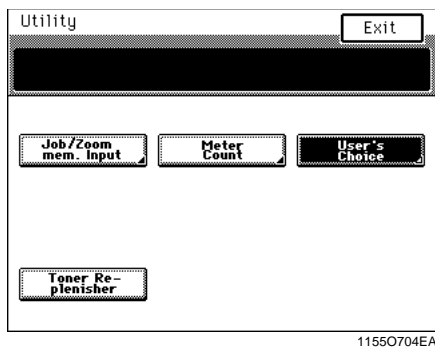 Utility
Exit
Job/Zoom
mem. Input
Meter
Count
User's
Choice
Toner Re-
plenisher
1155O704EA